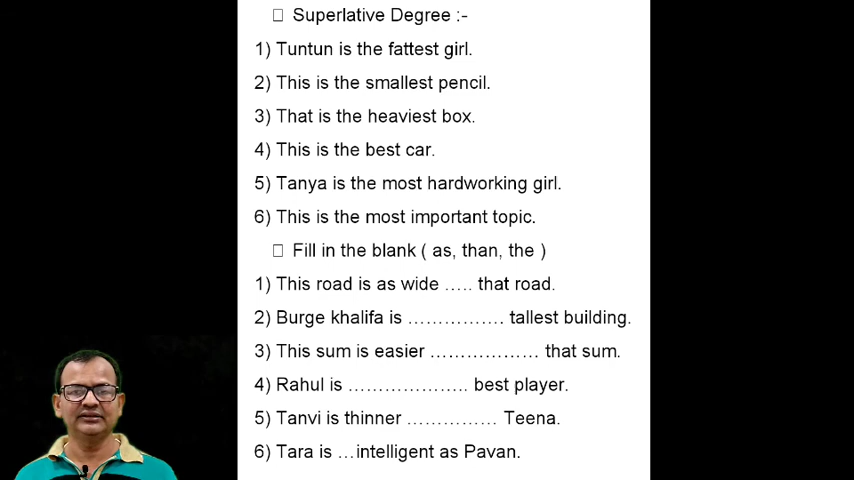 □ Superlative Degree :-
1) Tuntun is the fattest girl.
2) This is the smallest pencil.
3) That is the heaviest box.
4) This is the best car.
5) Tanya is the most hardworking girl.
6) This is the most important topic.
□ Fill in the blank ( as, than, the )
1) This road is as wide ..... that road.
2) Burge khalifa is ................ tallest building.
3) This sum is easier .................. that sum.
4) Rahul is .................... best player.
5) Tanvi is thinner .............. Teena.
6) Tara is ...intelligent as Pavan.